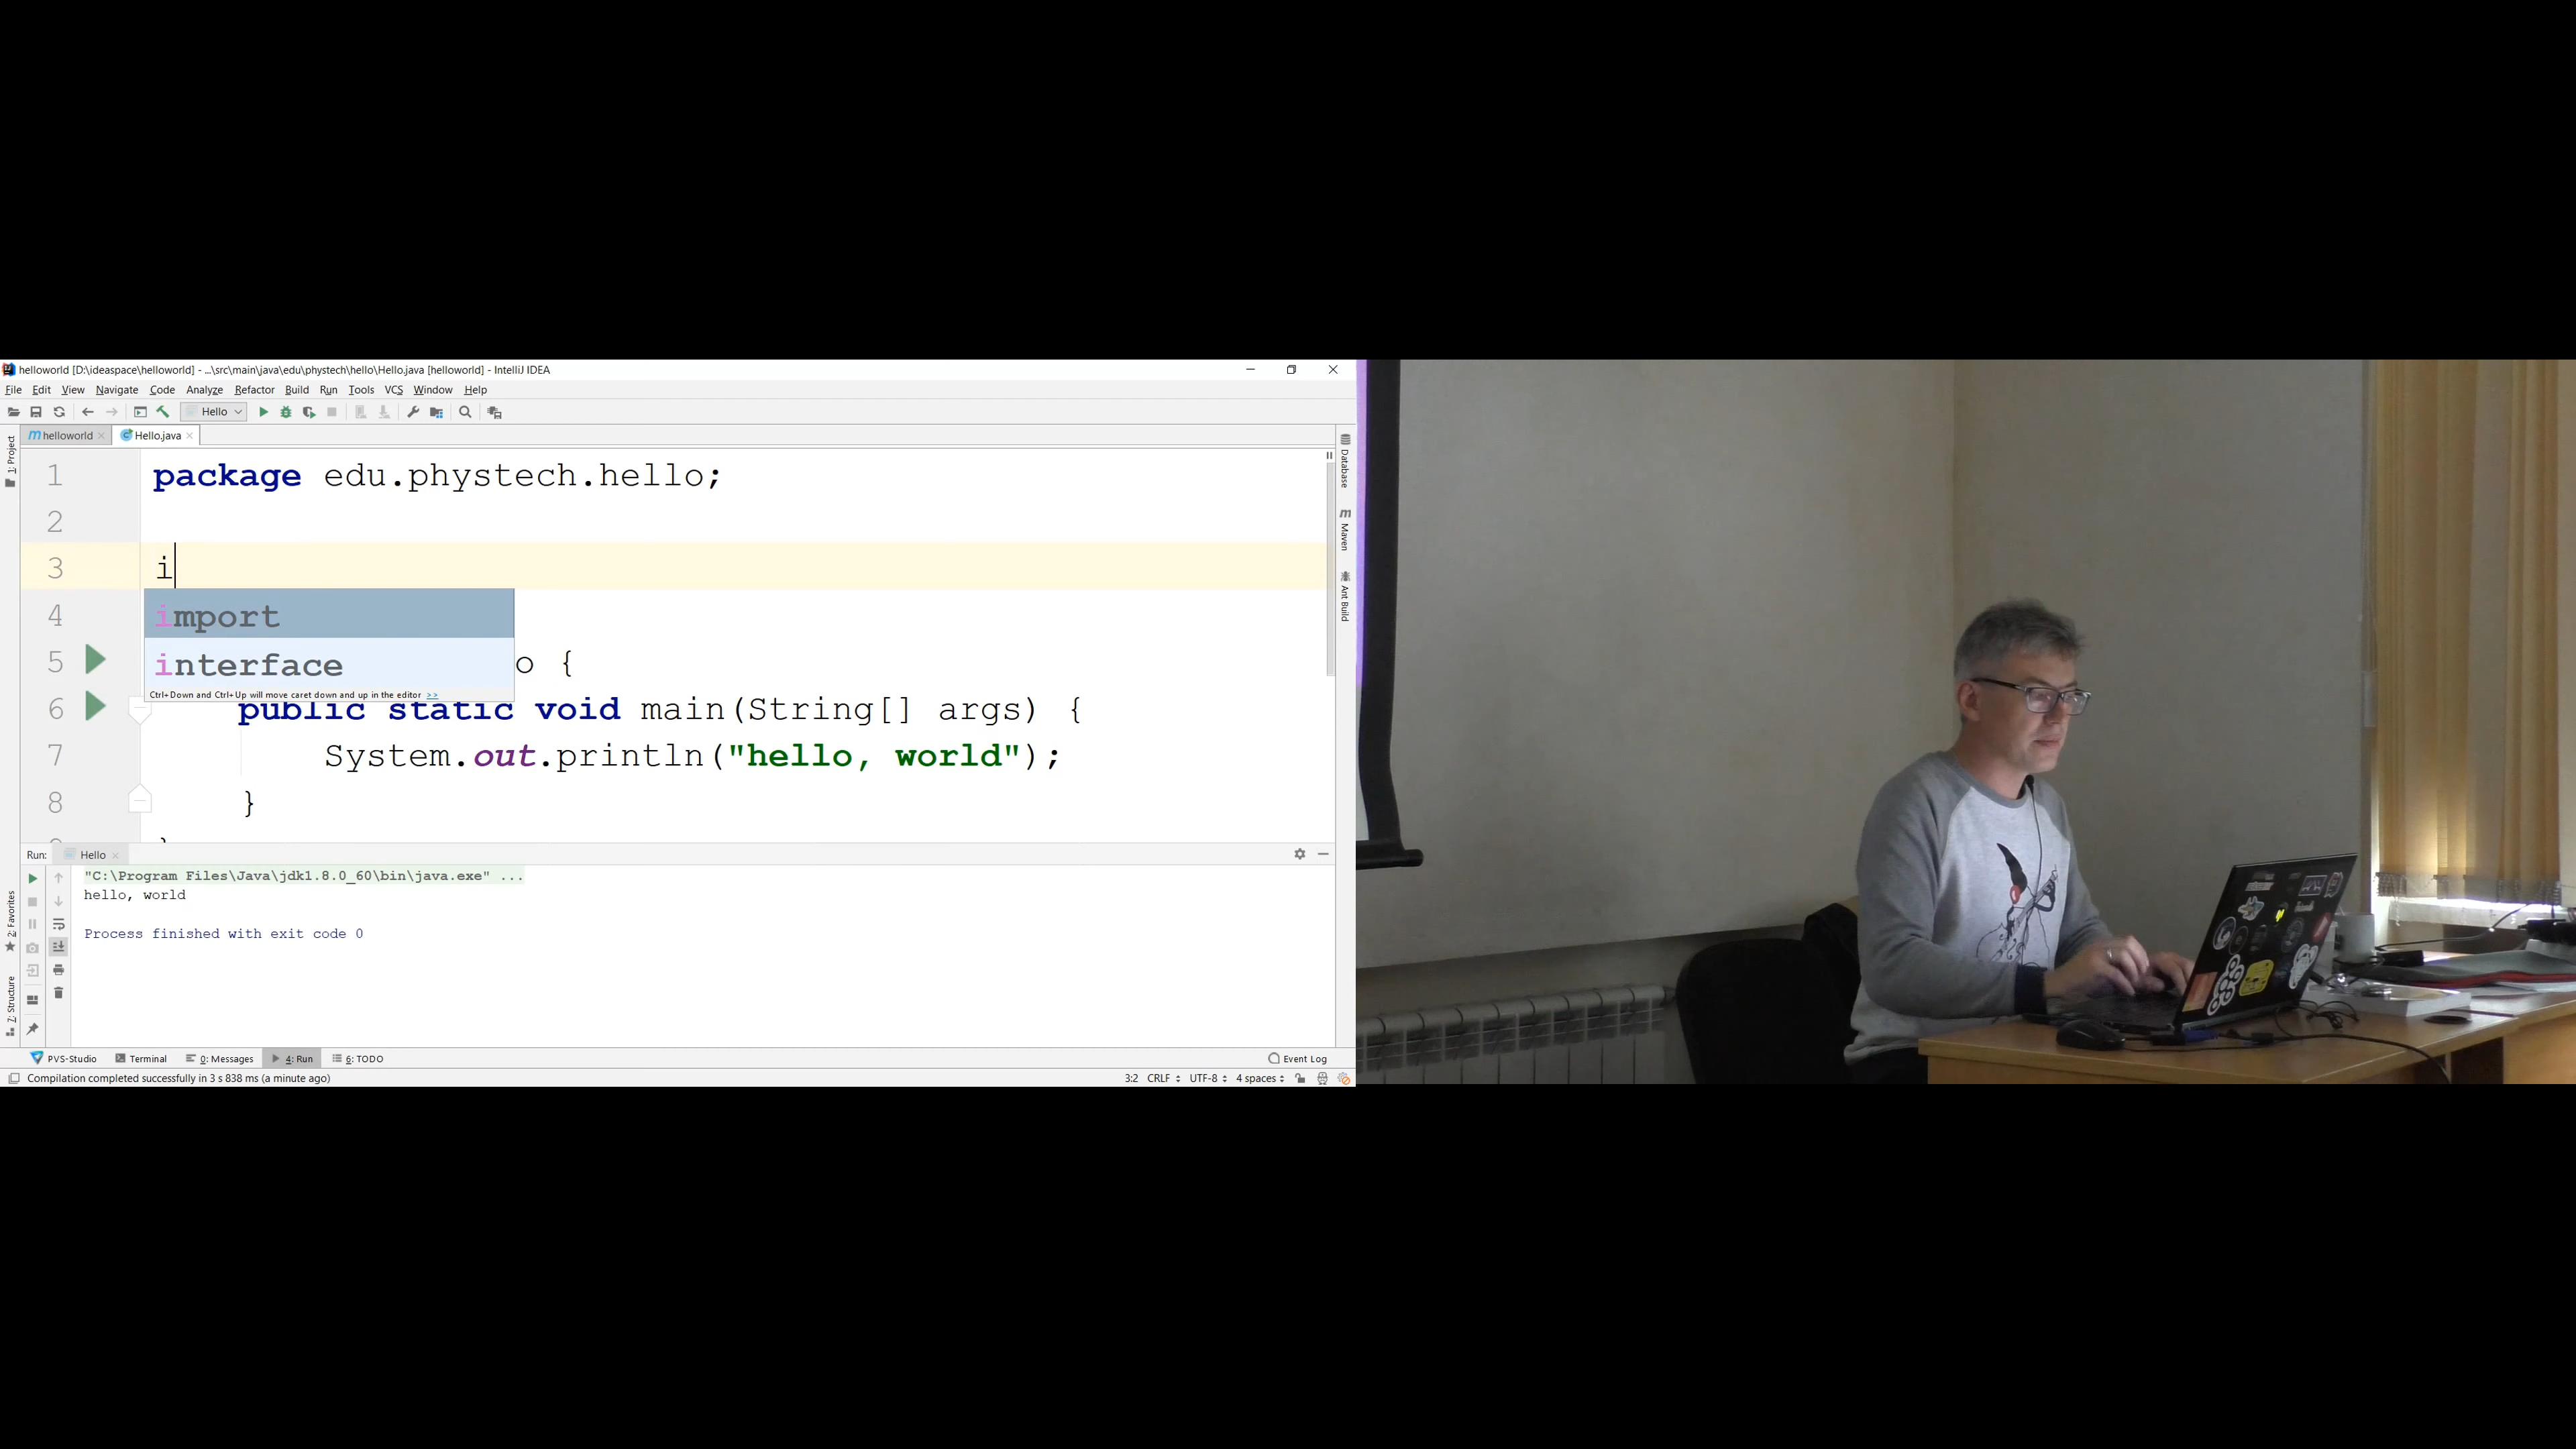 helloworld [D:\ideaspace\helloworld] - ...\src\main\java\edu\phystech\hello\Hello.java [helloworld] - IntelliJ IDEA
File Edit View Navigate Code Analyze Refactor Build Run Tools VCS Window Help
Hello
helloworld Hello.java
1 package edu.phystech.hello;
2
3 i
4 import
interface
5 o {
Ctrl+Down and Ctrl+Up will move caret down and up in the editor >>
6 public static void main(String[] args) {
7 System.out.println("hello, world");
8 }
1: Project
2: Favorites
7: Structure
Database
Maven
Ant Build
Run: Hello
"C:\Program Files\Java\jdk1.8.0_60\bin\java.exe" ...
hello, world
Process finished with exit code 0
PVS-Studio Terminal 0: Messages 4: Run 6: TODO Event Log
Compilation completed successfully in 3 s 838 ms (a minute ago) 3:2 CRLF UTF-8 4 spaces